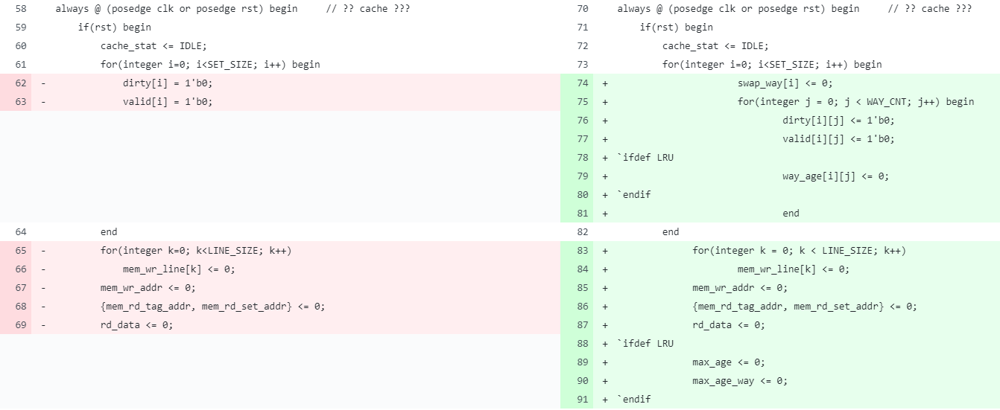 58 always @ (posedge clk or posedge rst) begin // ?? cache ???
59 if(rst) begin
60 cache_stat <= IDLE;
61 for(integer i=0; i<SET_SIZE; i++) begin
62 - dirty[i] = 1'b0;
63 - valid[i] = 1'b0;
64 end
65 - for(integer k=0; k<LINE_SIZE; k++)
66 - mem_wr_line[k] <= 0;
67 - mem_wr_addr <= 0;
68 - {mem_rd_tag_addr, mem_rd_set_addr} <= 0;
69 - rd_data <= 0;
70 always @ (posedge clk or posedge rst) begin // ?? cache ???
71 if(rst) begin
72 cache_stat <= IDLE;
73 for(integer i=0; i<SET_SIZE; i++) begin
74 + swap_way[i] <= 0;
75 + for(integer j = 0; j < WAY_CNT; j++) begin
76 + dirty[i][j] <= 1'b0;
77 + valid[i][j] <= 1'b0;
78 + `ifdef LRU
79 + way_age[i][j] <= 0;
80 + `endif
81 + end
82 end
83 + for(integer k = 0; k < LINE_SIZE; k++)
84 + mem_wr_line[k] <= 0;
85 + mem_wr_addr <= 0;
86 + {mem_rd_tag_addr, mem_rd_set_addr} <= 0;
87 + rd_data <= 0;
88 + `ifdef LRU
89 + max_age <= 0;
90 + max_age_way <= 0;
91 + `endif